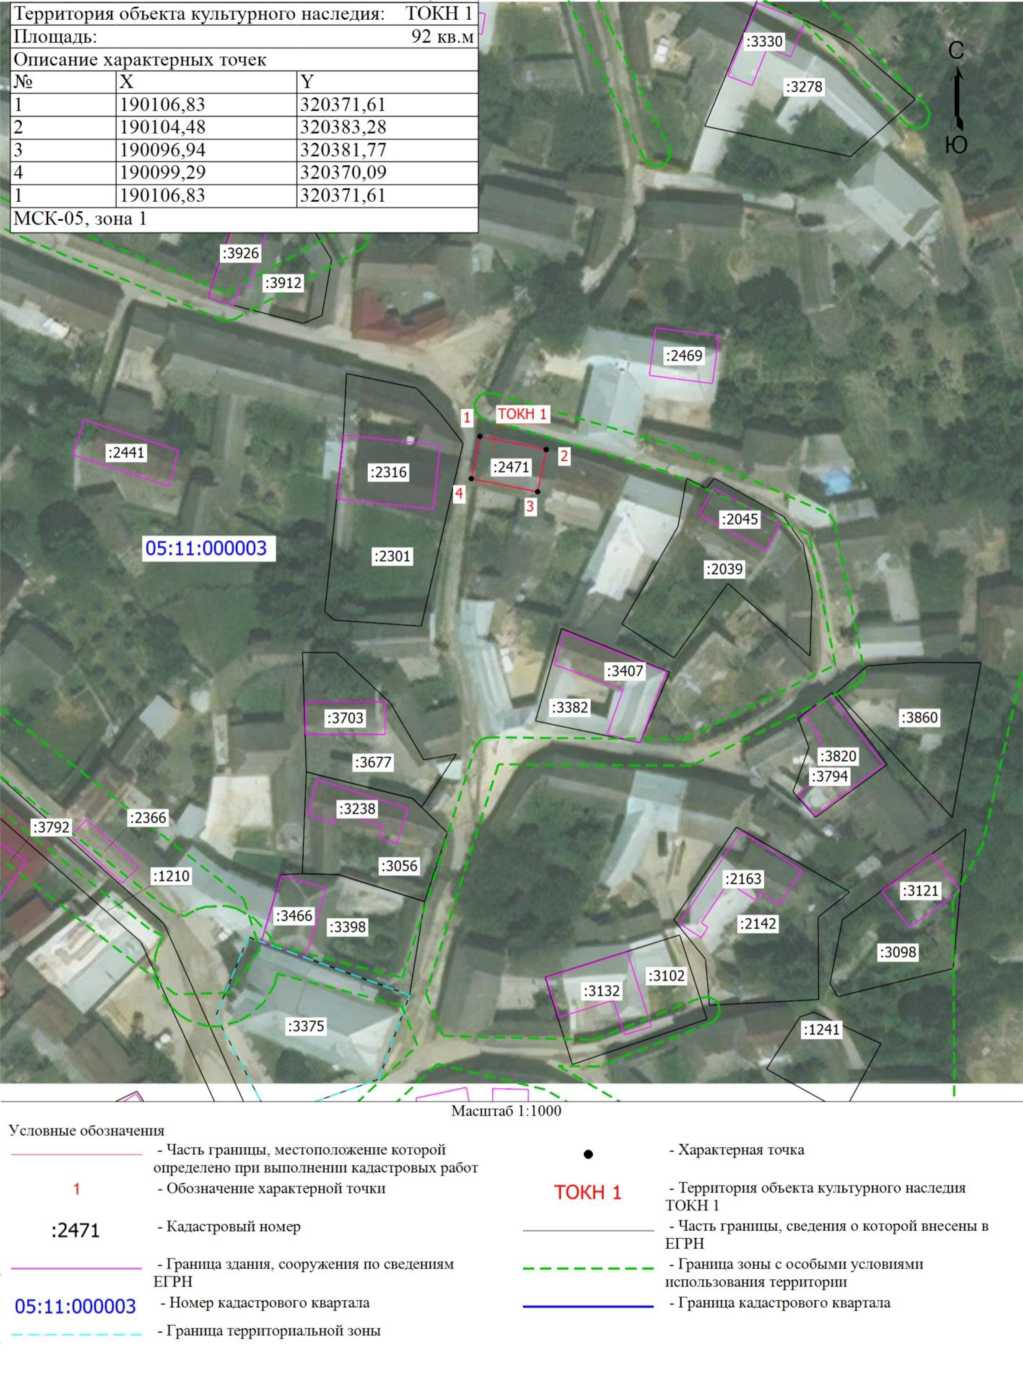 Территория объекта культурного наследия: ТОКН 1
Площадь: 92 кв.м
Описание характерных точек
№ X Y
1 190106,83 320371,61
2 190104,48 320383,28
3 190096,94 320381,77
4 190099,29 320370,09
1 190106,83 320371,61
МСК-05, зона 1
:3330
С
:3278
Ю
:3926
:3912
:2469
1 ТОКН 1
:2441
2
:2316
:2471
4
3
:2045
05:11:000003
:2301
:2039
:3407
:3382
:3703
:3860
:3677
:3820
:3794
:3238
:2366
:3792
:3056
:1210
:2163
:3121
:3466
:3398
:2142
:3098
:3102
:3132
:3375
:1241
Масштаб 1:1000
Условные обозначения
- Часть границы, местоположение которой
определено при выполнении кадастровых работ
1 - Обозначение характерной точки
:2471 - Кадастровый номер
- Граница здания, сооружения по сведениям
ЕГРН
05:11:000003 - Номер кадастрового квартала
- Граница территориальной зоны
- Характерная точка
ТОКН 1 - Территория объекта культурного наследия
ТОКН 1
- Часть границы, сведения о которой внесены в
ЕГРН
- Граница зоны с особыми условиями
использования территории
- Граница кадастрового квартала